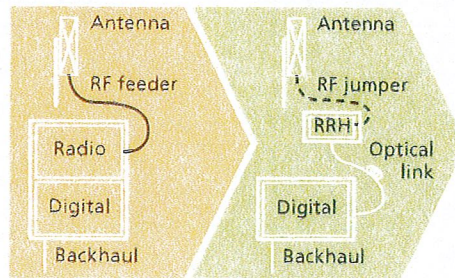 Antenna
RF feeder
Radio
Digital
Backhaul
Antenna
RF jumper
RRH
Optical
link
Digital
Backhaul